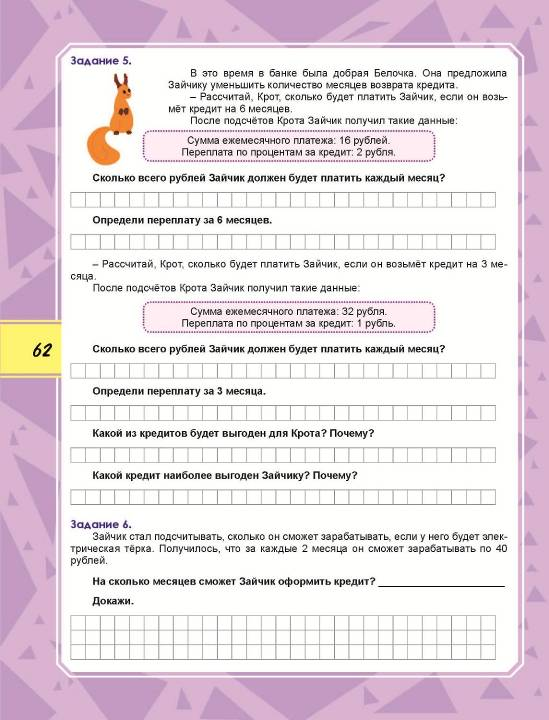 Задание 5.
В это время в банке была добрая Белочка. Она предложила
Зайчику уменьшить количество месяцев возврата кредита.
– Рассчитай, Крот, сколько будет платить Зайчик, если он возь-
мёт кредит на 6 месяцев.
После подсчётов Крота Зайчик получил такие данные:
Сумма ежемесячного платежа: 16 рублей.
Переплата по процентам за кредит: 2 рубля.
Сколько всего рублей Зайчик должен будет платить каждый месяц?
Определи переплату за 6 месяцев.
– Рассчитай, Крот, сколько будет платить Зайчик, если он возьмёт кредит на 3 ме-
сяца.
После подсчётов Крота Зайчик получил такие данные:
Сумма ежемесячного платежа: 32 рубля.
Переплата по процентам за кредит: 1 рубль.
62
Сколько всего рублей Зайчик должен будет платить каждый месяц?
Определи переплату за 3 месяца.
Какой из кредитов будет выгоден для Крота? Почему?
Какой кредит наиболее выгоден Зайчику? Почему?
Задание 6.
Зайчик стал подсчитывать, сколько он сможет зарабатывать, если у него будет элек-
трическая тёрка. Получилось, что за каждые 2 месяца он сможет зарабатывать по 40
рублей.
На сколько месяцев сможет Зайчик оформить кредит?
Докажи.